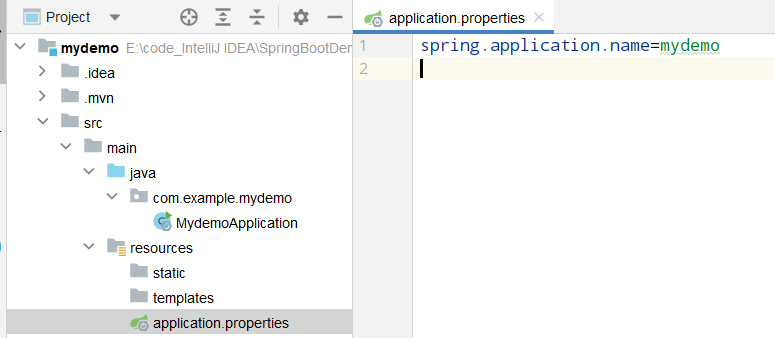 Project
mydemo E:\code_IntelliJ IDEA\SpringBootDer
.idea
.mvn
src
main
java
com.example.mydemo
MydemoApplication
resources
static
templates
application.properties
application.properties
1 spring.application.name=mydemo
2